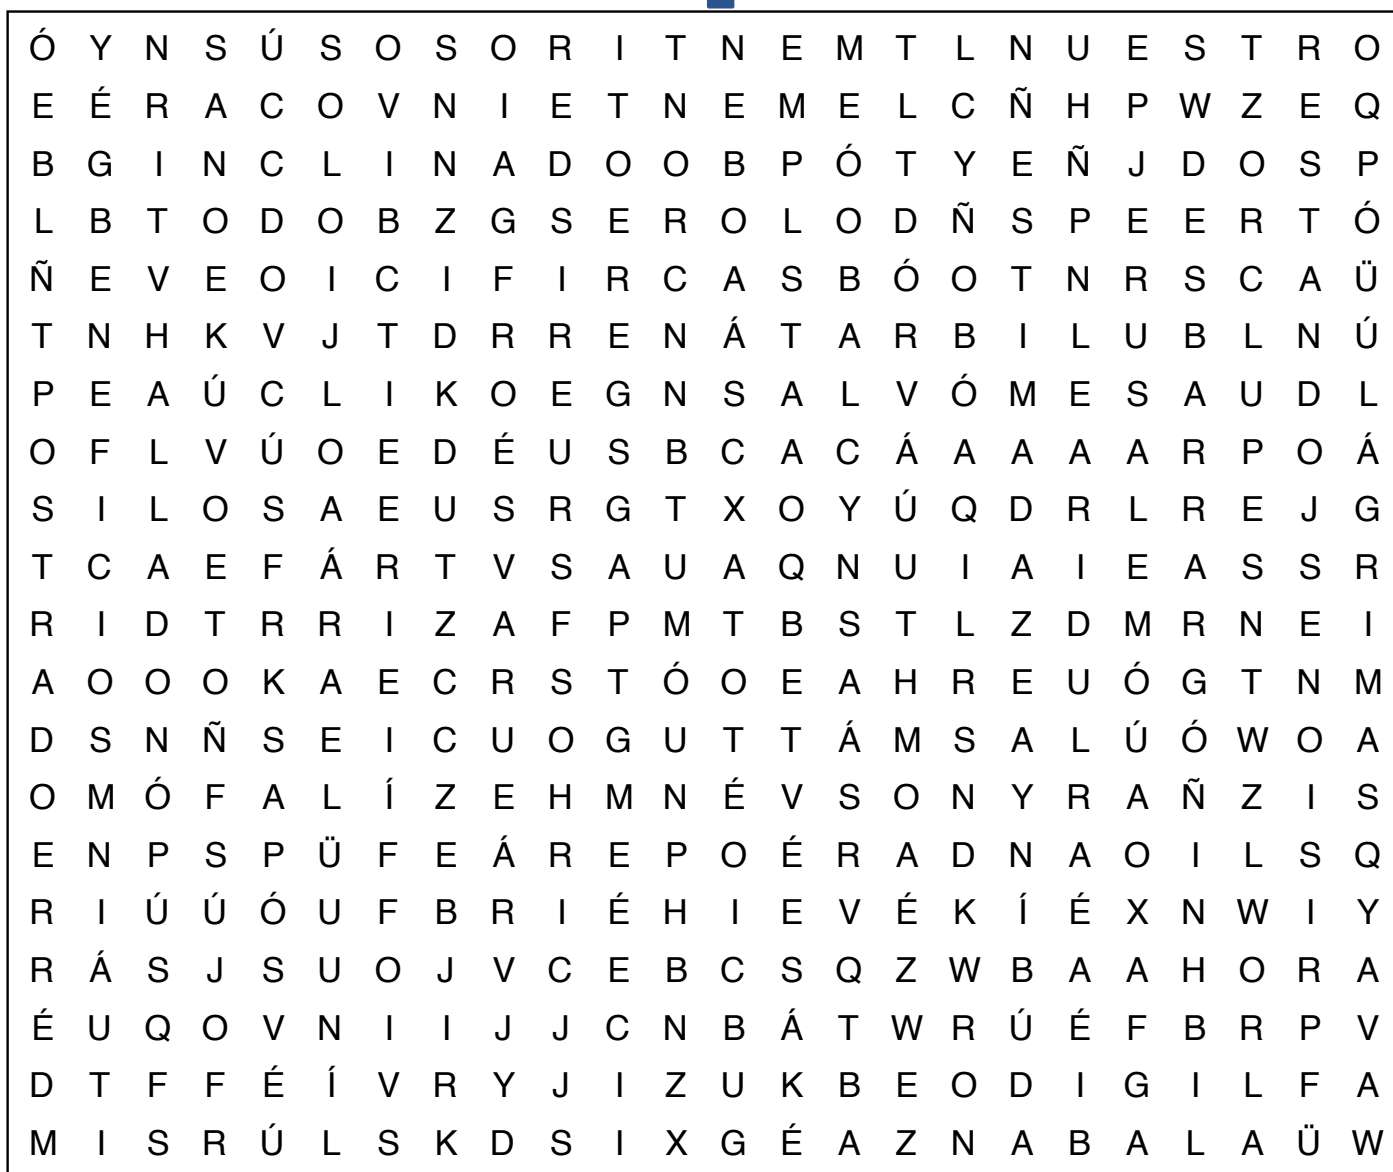 Ó Y N S Ú S O S O R I T N E M T L N U E S T R O
E É R A C O V N I E T N E M E L C Ñ H P W Z E Q
B G I N C L I N A D O O B P Ó T Y E Ñ J D O S P
L B T O D O B Z G S E R O L O D Ñ S P E E R T Ó
Ñ E V E O I C I F I R C A S B Ó O T N R S C A Ü
T N H K V J T D R R E N Á T A R B I L U B L N Ú
P E A Ú C L I K O E G N S A L V Ó M E S A U D L
O F L V Ú O E D É U S B C A C Á A A A A R P O Á
S I L O S A E U S R G T X O Y Ú Q D R L R E J G
T C A E F Á R T V S A U A Q N U I A I E A S S R
R I D T R R I Z A F P M T B S T L Z D M R N E I
A O O O K A E C R S T Ó O E A H R E U Ó G T N M
D S N Ñ S E I C U O G U T T Á M S A L Ú Ó W O A
O M Ó F A L Í Z E H M N É V S O N Y R A Ñ Z I S
E N P S P Ü F E Á R E P O É R A D N A O I L S Q
R I Ú Ú Ó U F B R I É H I E V É K Í É X N W I Y
R Á S J S U O J V C E B C S Q Z W B A A H O R A
É U Q O V N I I J J C N B Á T W R Ú É F B R P V
D T F F É Í V R Y J I Z U K B E O D I G I L F A
M I S R Ú L S K D S I X G É A Z N A B A L A Ü W